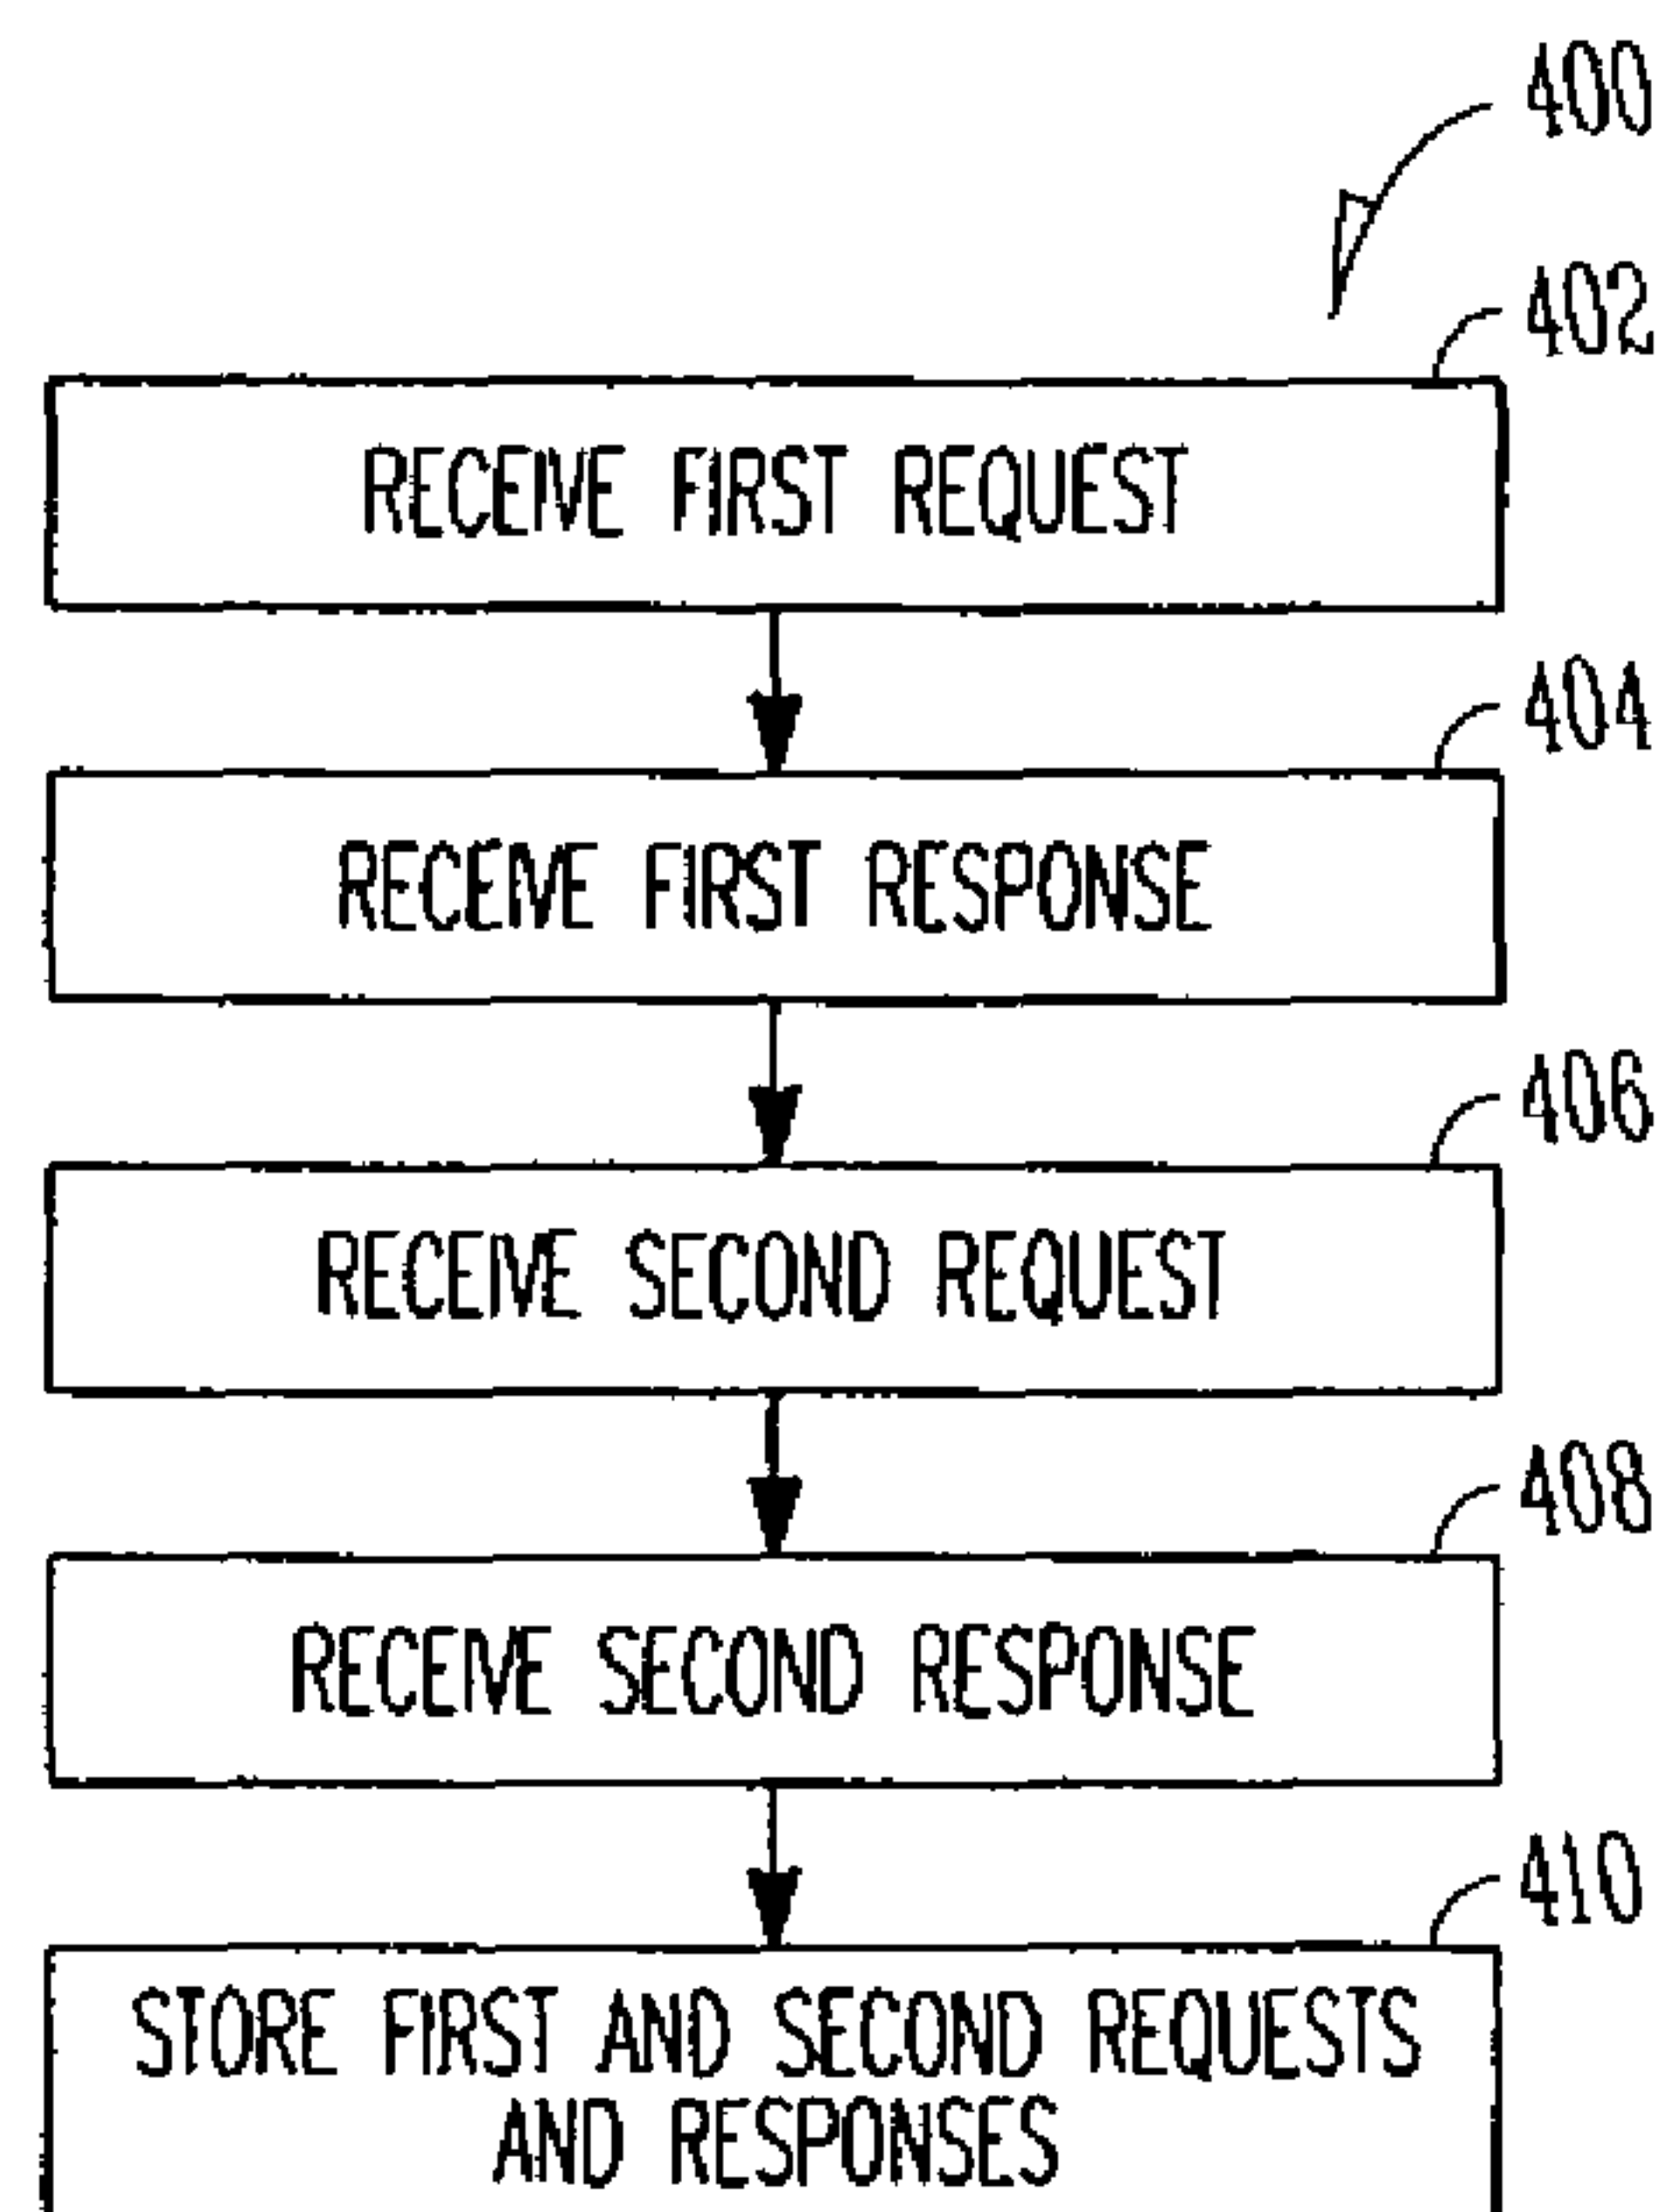 400
402
RECEIVE FIRST REQUEST
404
RECEIVE FIRST RESPONSE
406
RECEIVE SECOND REQUEST
408
RECEIVE SECOND RESPONSE
410
STORE FIRST AND SECOND REQUESTS
AND RESPONSES